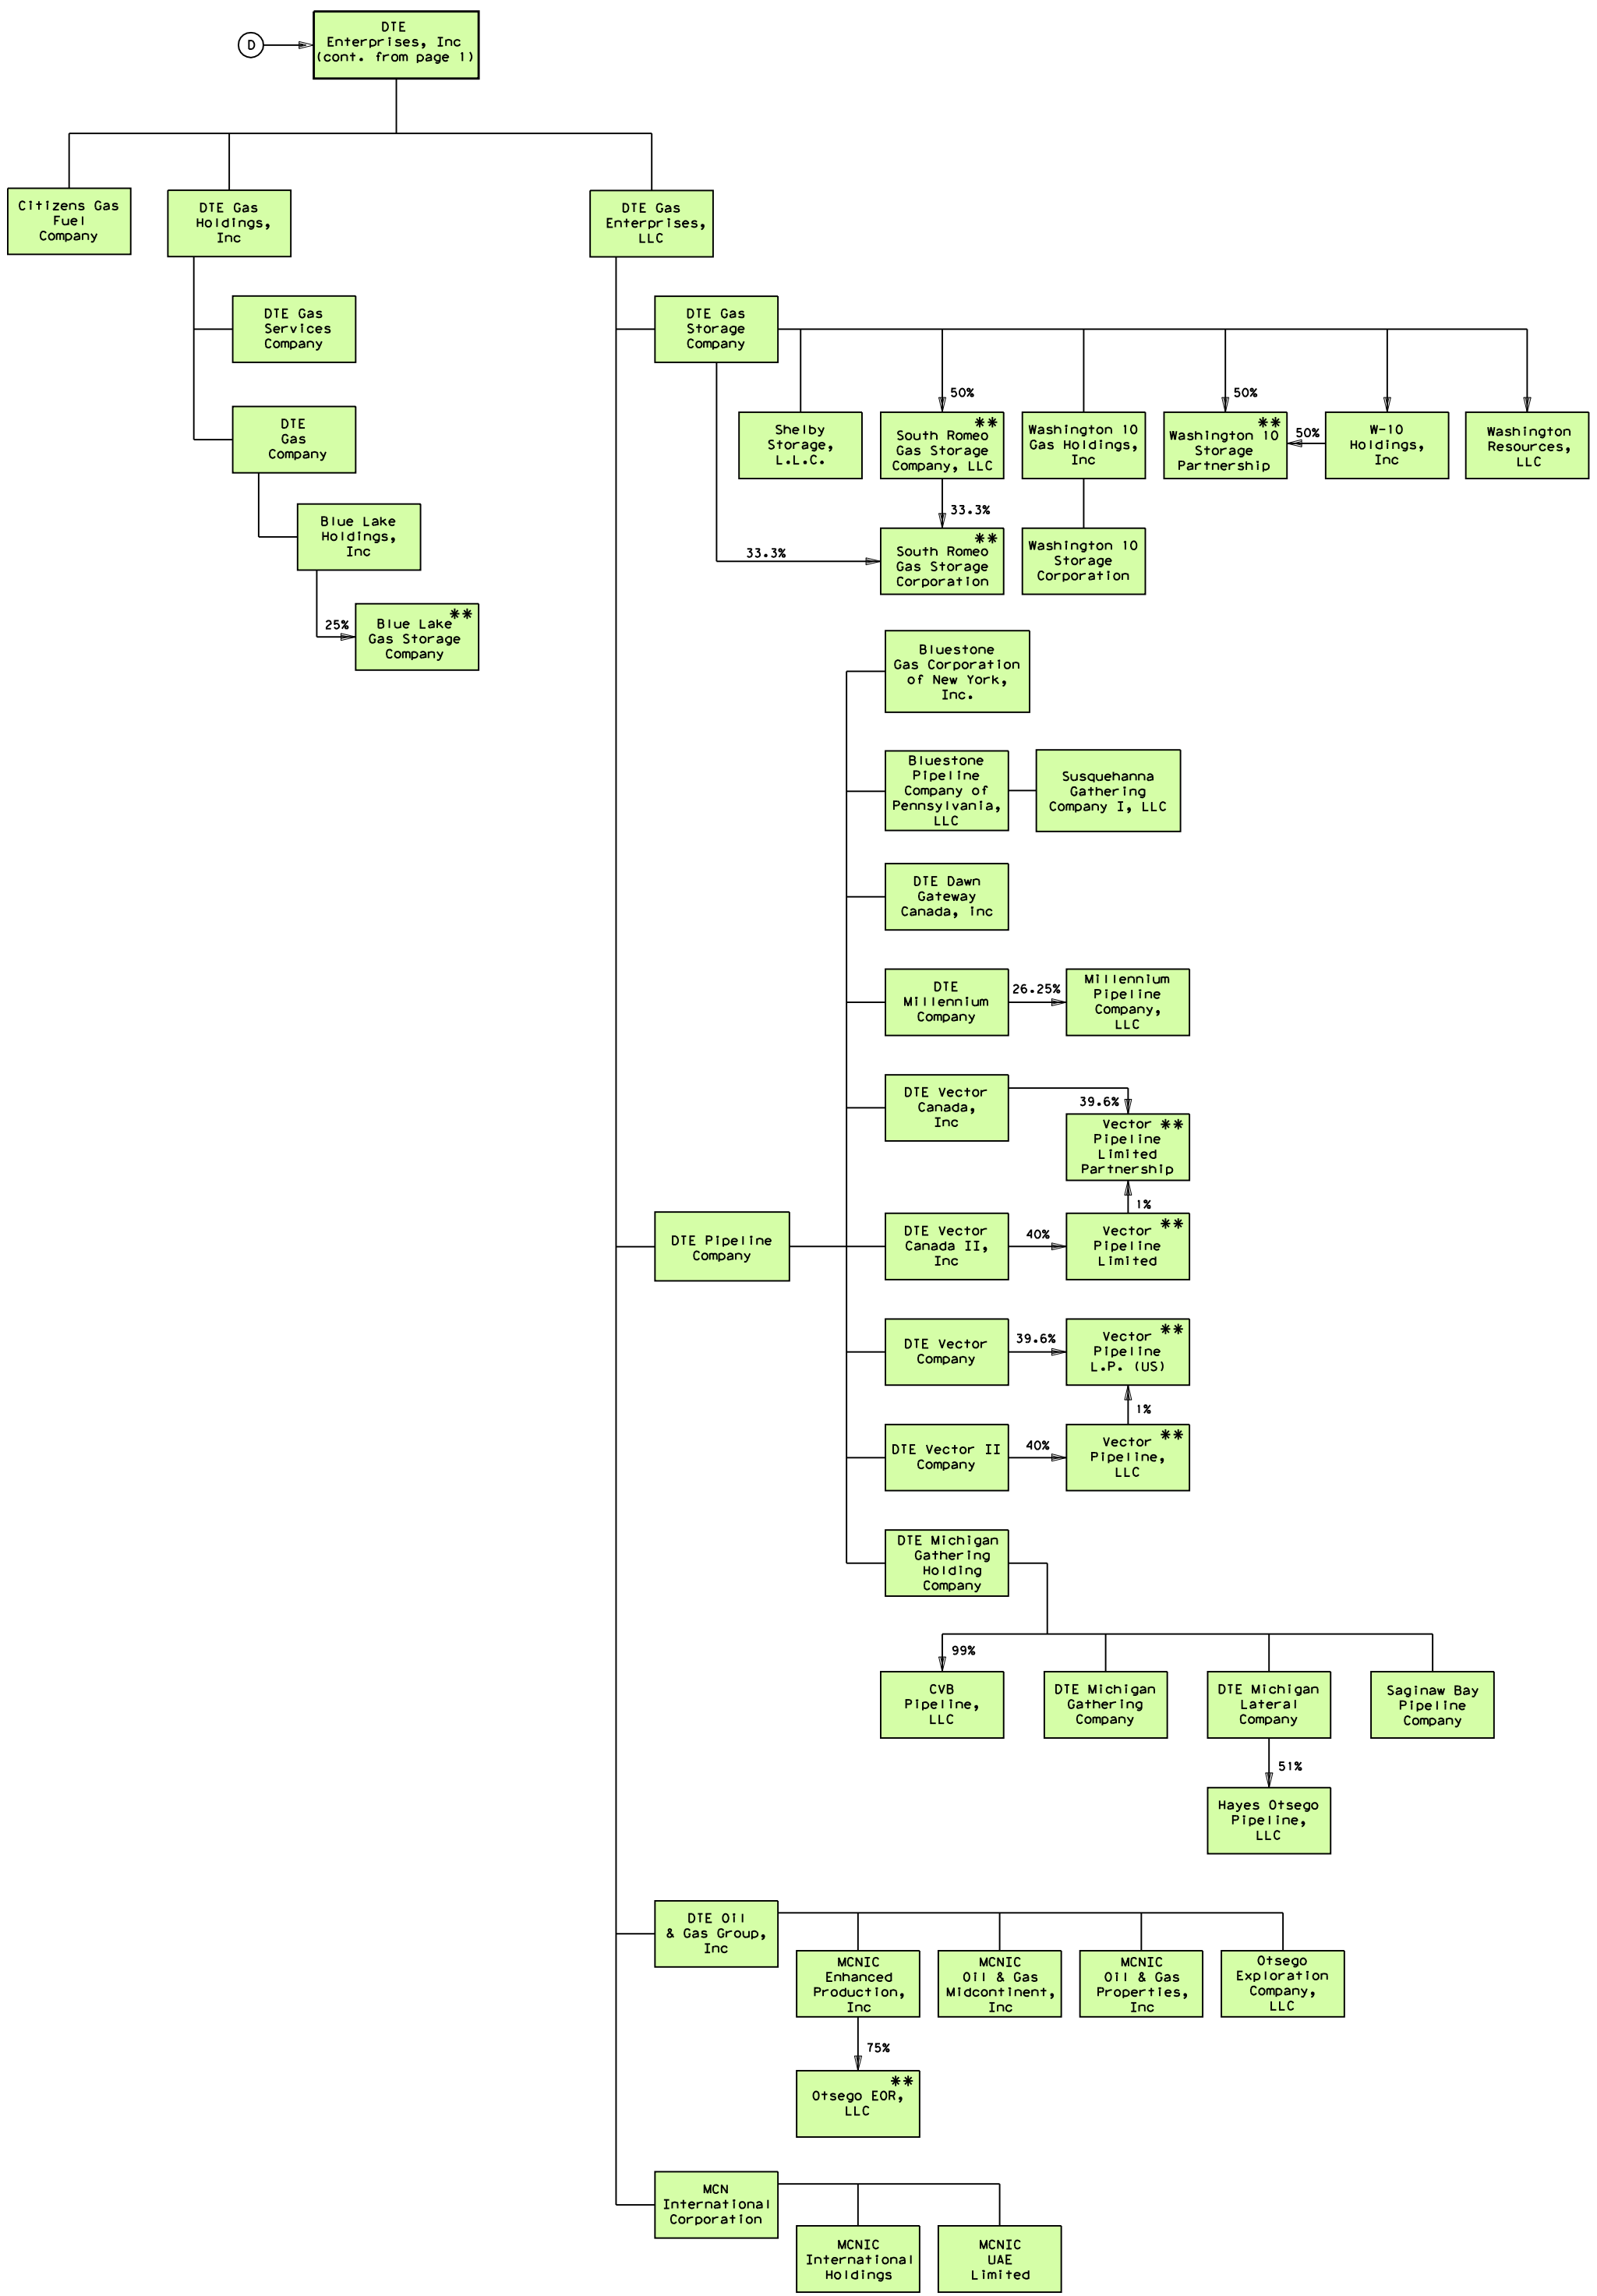 DTE
Enterprises, Inc
(cont. from page 1)
D
Citizens Gas
Fuel
Company
DTE Gas
Holdings,
Inc
DTE Gas
Enterprises,
LLC
DTE Gas
Services
Company
DTE
Gas
Company
Blue Lake
Holdings,
Inc
25%
**
Blue Lake
Gas Storage
Company
DTE Gas
Storage
Company
50%
50%
Shelby
Storage,
L.L.C.
**
South Romeo
Gas Storage
Company, LLC
Washington 10
Gas Holdings,
Inc
**
Washington 10
Storage
Partnership
50%
W-10
Holdings,
Inc
Washington
Resources,
LLC
33.3%
33.3%
**
South Romeo
Gas Storage
Corporation
Washington 10
Storage
Corporation
Bluestone
Gas Corporation
of New York,
Inc.
Bluestone
Pipeline
Company of
Pennsylvania,
LLC
Susquehanna
Gathering
Company I, LLC
DTE Dawn
Gateway
Canada, inc
DTE
Millennium
Company
26.25%
Millennium
Pipeline
Company,
LLC
DTE Vector
Canada,
Inc
39.6%
Vector **
Pipeline
Limited
Partnership
1%
DTE Pipeline
Company
DTE Vector
Canada II,
Inc
40%
**
Vector
Pipeline
Limited
DTE Vector
Company
39.6%
**
Vector
Pipeline
L.P. (US)
1%
DTE Vector II
Company
40%
**
Vector
Pipeline,
LLC
DTE Michigan
Gathering
Holding
Company
99%
CVB
Pipeline,
LLC
DTE Michigan
Gathering
Company
DTE Michigan
Lateral
Company
Saginaw Bay
Pipeline
Company
51%
Hayes Otsego
Pipeline,
LLC
DTE Oil
& Gas Group,
Inc
MCNIC
Enhanced
Production,
Inc
MCNIC
Oil & Gas
Midcontinent,
Inc
MCNIC
Oil & Gas
Properties,
Inc
Otsego
Exploration
Company,
LLC
75%
**
Otsego EOR,
LLC
MCN
International
Corporation
MCNIC
International
Holdings
MCNIC
UAE
Limited